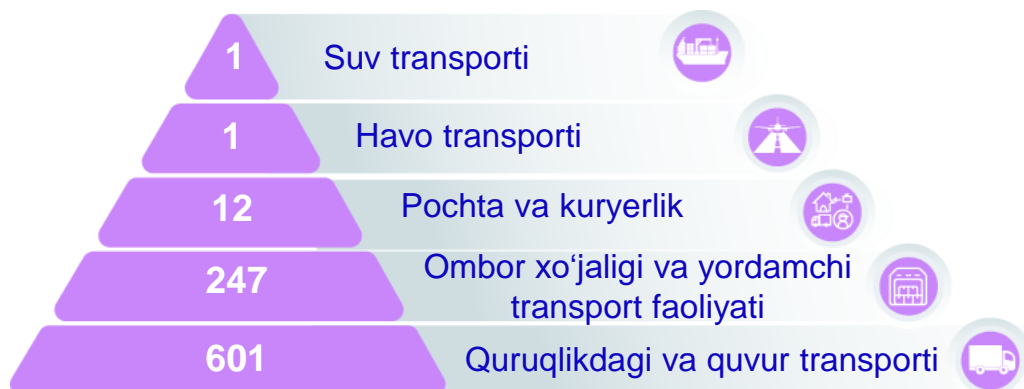 1 Suv transporti
1 Havo transporti
12 Pochta va kuryerlik
247 Ombor xo‘jaligi va yordamchi
transport faoliyati
601 Quruqlikdagi va quvur transporti